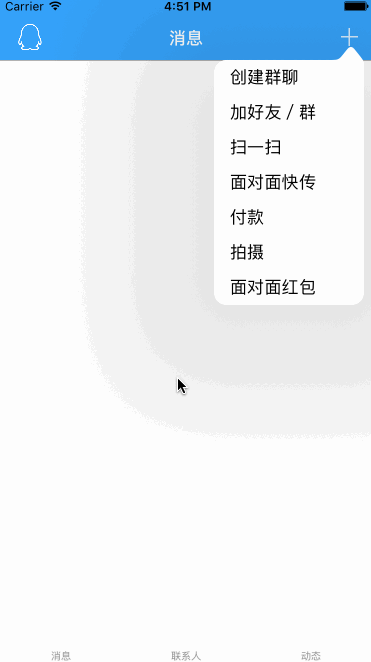 Carrier 4:51 PM
消息
创建群聊
加好友 / 群
扫一扫
面对面快传
付款
拍摄
面对面红包
消息 联系人 动态